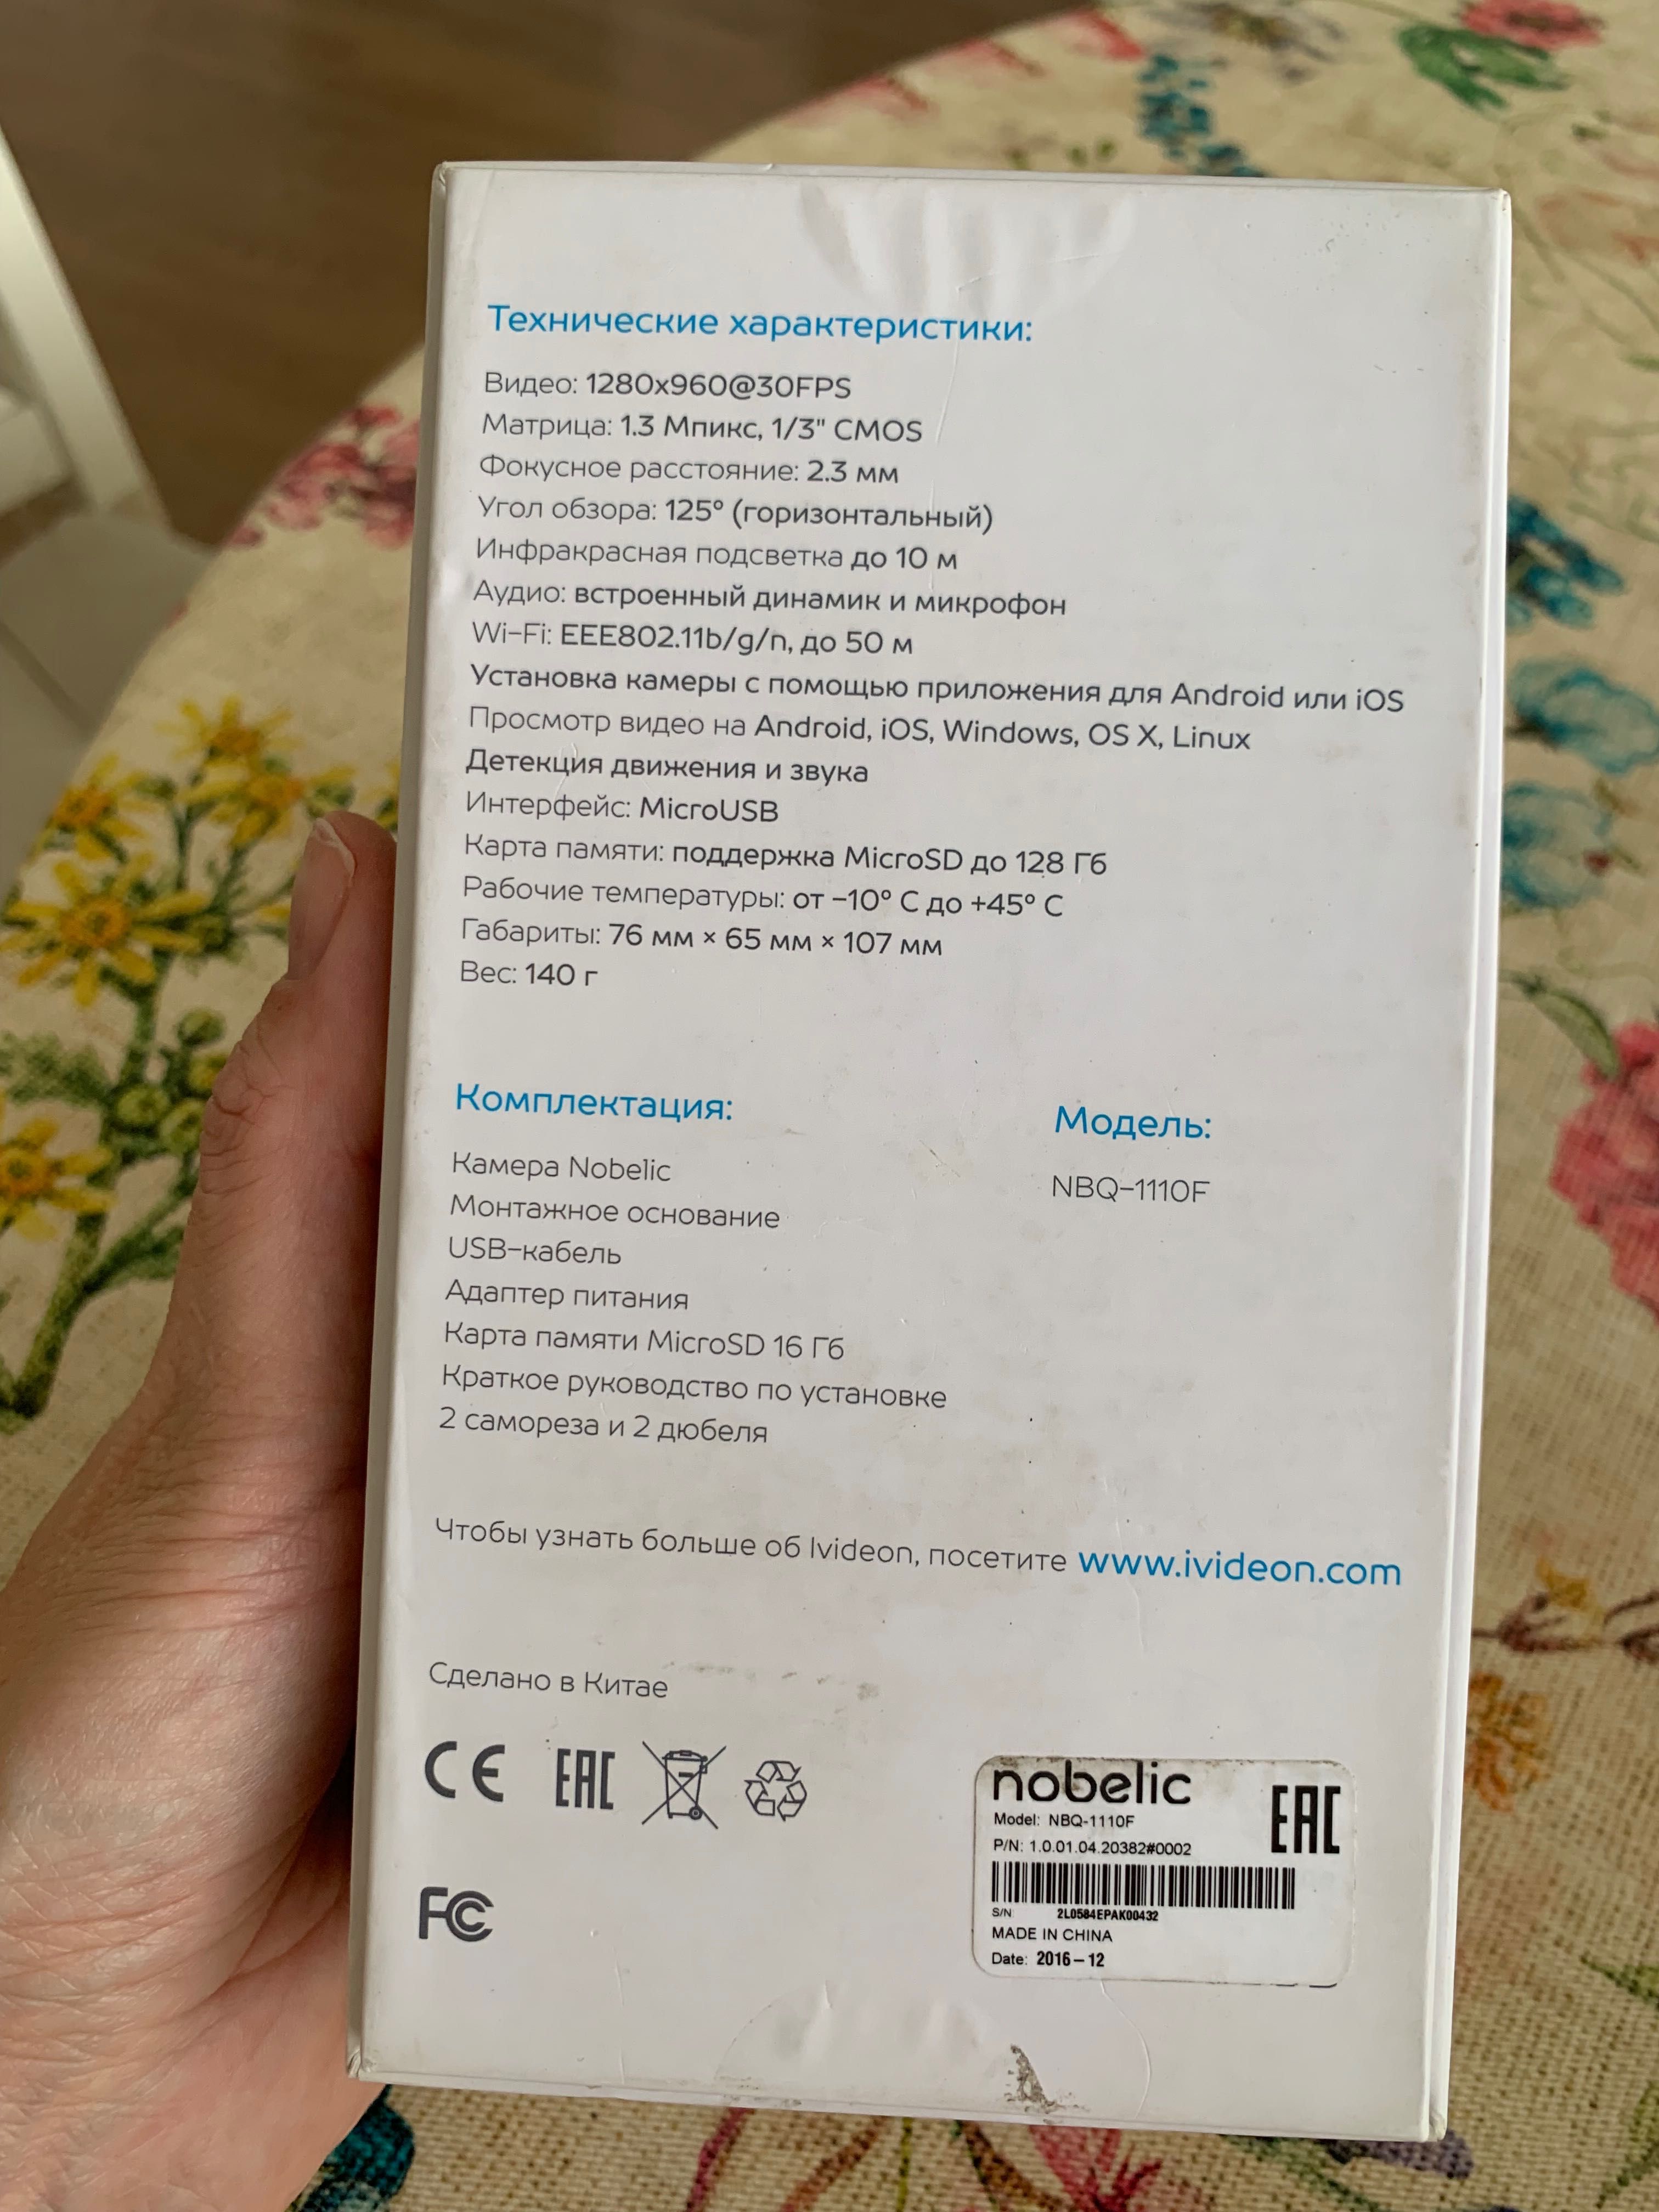 Технические характеристики:
Видео: 1280x960@30FPS
Матрица: 1.3 Мпикс, 1/3" CMOS
Фокусное расстояние: 2.3 мм
Угол обзора: 125° (горизонтальный)
Инфракрасная подсветка до 10 м
Аудио: встроенный динамик и микрофон
Wi-Fi: EEE802.11b/g/n, до 50 м
Установка камеры с помощью приложения для Android или iOS
Просмотр видео на Android, iOS, Windows, OS X, Linux
Детекция движения и звука
Интерфейс: MicroUSB
Карта памяти: поддержка MicroSD до 128 Гб
Рабочие температуры: от –10° C до +45° C
Габариты: 76 мм × 65 мм × 107 мм
Вес: 140 г
Комплектация:
Камера Nobelic
Монтажное основание
USB-кабель
Адаптер питания
Карта памяти MicroSD 16 Гб
Краткое руководство по установке
2 самореза и 2 дюбеля
Модель:
NBQ-1110F
Чтобы узнать больше об Ivideon, посетите www.ivideon.com
Сделано в Китае
CE EAC
FC
nobelic EAC
Model: NBQ-1110F
P/N: 1.0.01.04.20382#0002
S/N 2L0584EPAK00432
MADE IN CHINA
Date: 2016-12